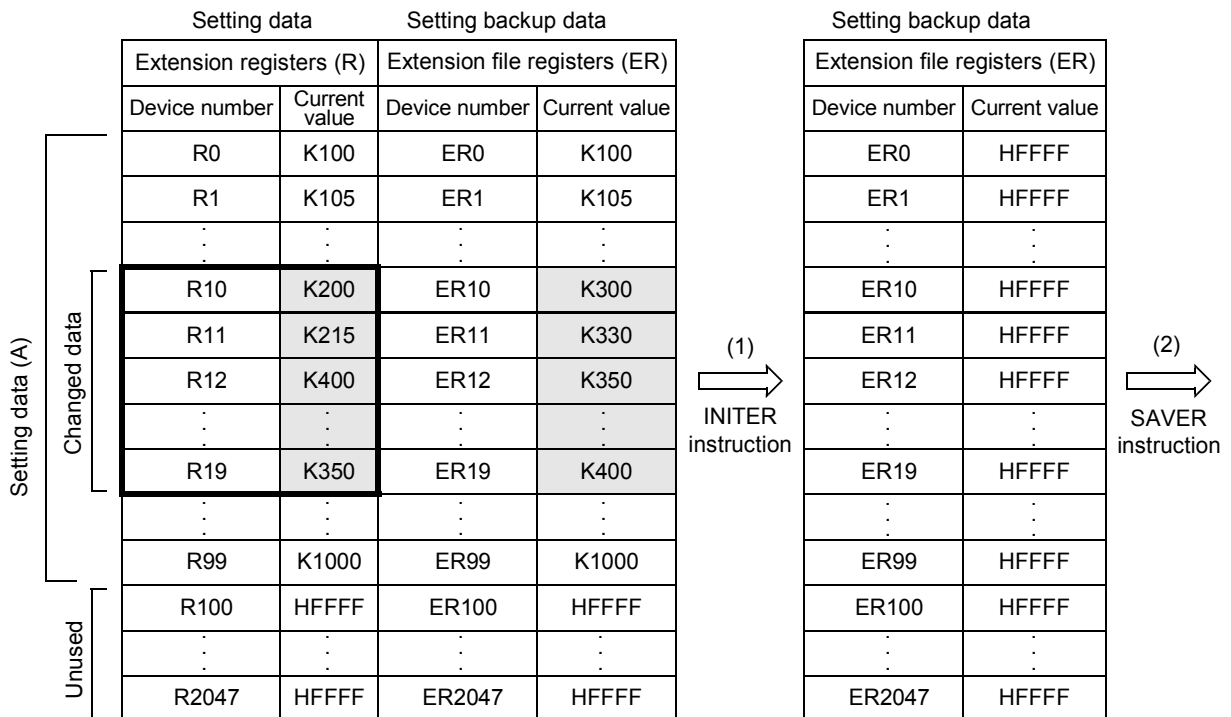 Setting data Setting backup data Setting backup data
Extension registers (R) Extension file registers (ER) Extension file registers (ER)
Device number Current value Device number Current value Device number Current value
R0 K100 ER0 K100 ER0 HFFFF
R1 K105 ER1 K105 ER1 HFFFF
: : : : : :
R10 K200 ER10 K300 ER10 HFFFF
R11 K215 ER11 K330 ER11 HFFFF
R12 K400 ER12 K350 ER12 HFFFF
: : : : : :
R19 K350 ER19 K400 ER19 HFFFF
: : : : : :
R99 K1000 ER99 K1000 ER99 HFFFF
R100 HFFFF ER100 HFFFF ER100 HFFFF
: : : : : :
R2047 HFFFF ER2047 HFFFF ER2047 HFFFF
Setting data (A)
Changed data
Unused
(1)
INITER
instruction
(2)
SAVER
instruction